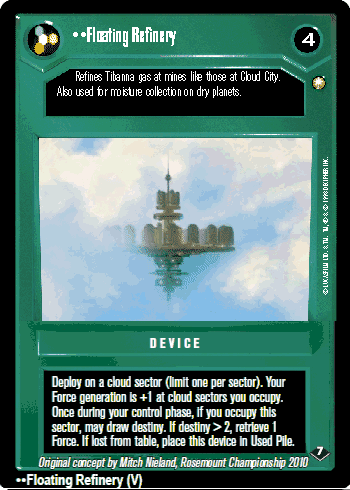 ••Floating Refinery
4
Refines Tibanna gas at mines like those at Cloud City.
Also used for moisture collection on dry planets.
DEVICE
Deploy on a cloud sector (limit one per sector). Your
Force generation is +1 at cloud sectors you occupy.
Once during your control phase, if you occupy this
sector, may draw destiny. If destiny > 2, retrieve 1
Force. If lost from table, place this device in Used Pile.
7
Original concept by Mitch Nieland, Rosemount Championship 2010
••Floating Refinery (V)